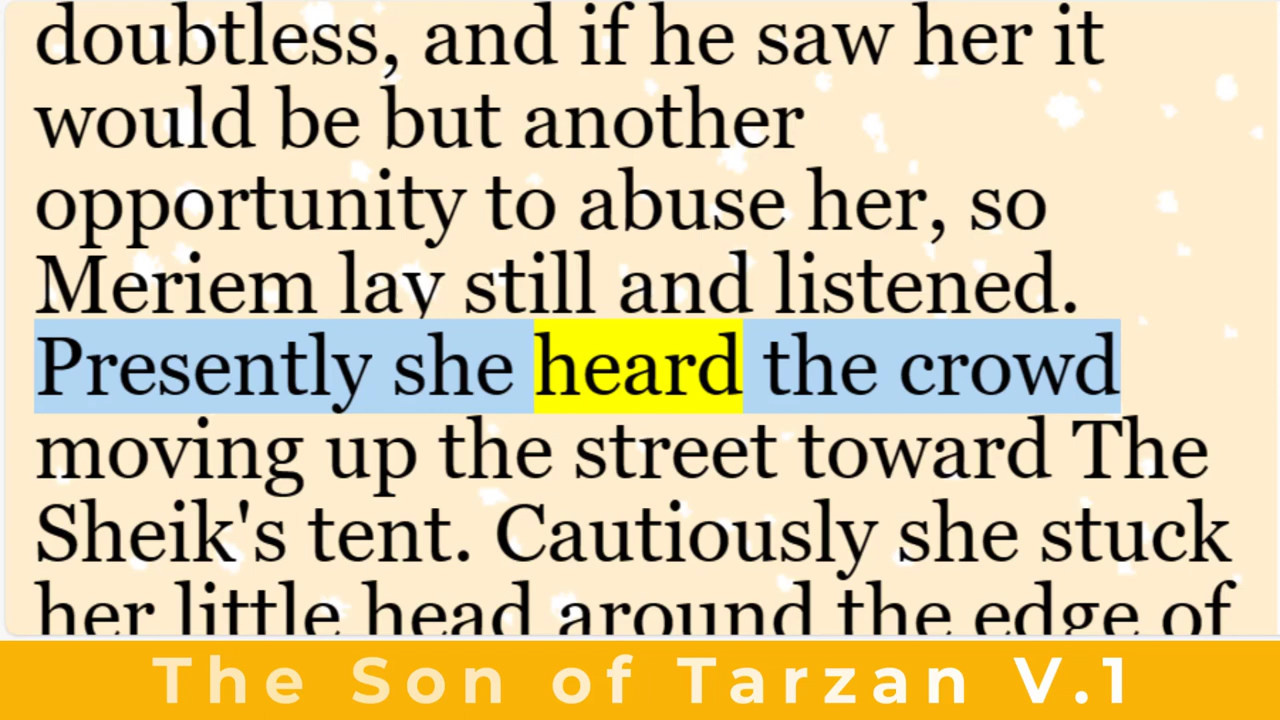 doubtless, and if he saw her it
would be but another
opportunity to abuse her, so
Meriem lay still and listened.
Presently she heard the crowd
moving up the street toward The
Sheik's tent. Cautiously she stuck
her little head around the edge of
The Son of Tarzan V.1